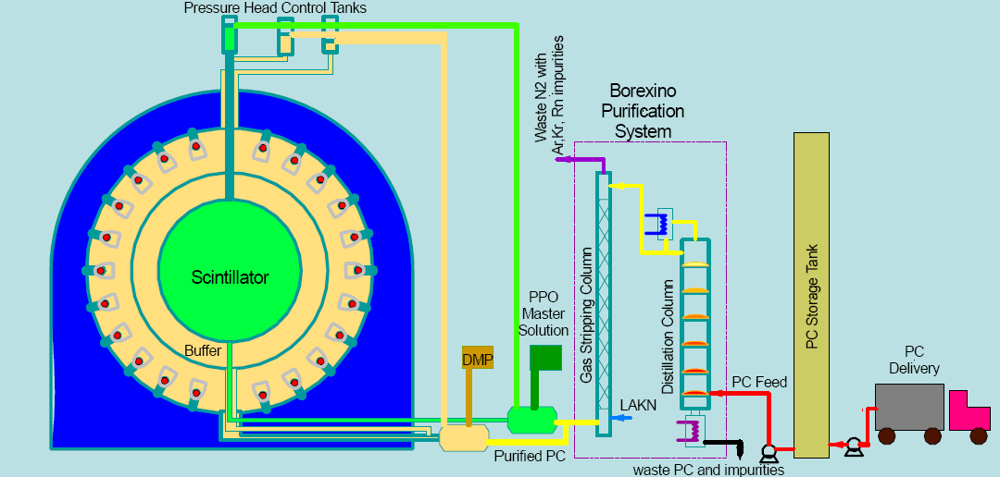 Pressure Head Control Tanks
Waste N2 with
Ar,Kr, Rn impurities
Borexino
Purification
System
Scintillator
Buffer
DMP
PPO
Master
Solution
Gas Stripping Column
Distillation Column
PC Storage Tank
PC
Delivery
PC Feed
LAKN
Purified PC
waste PC and impurities